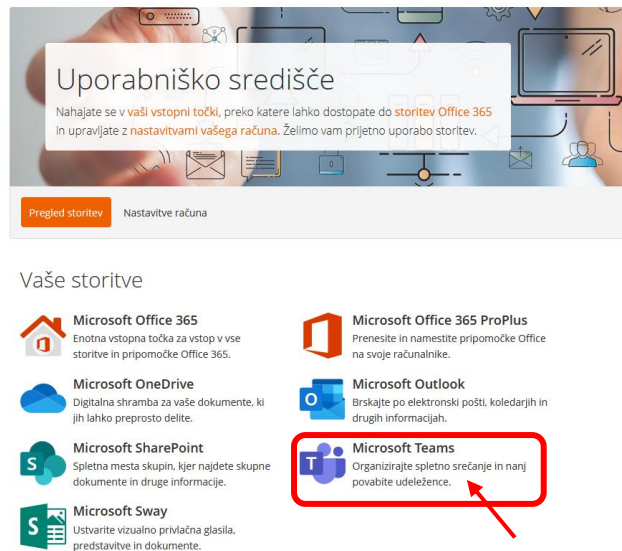 Uporabniško središče
Nahajate se v vaši vstopni točki, preko katere lahko dostopate do storitev Office 365
in upravljate z nastavitvami vašega računa. Želimo vam prijetno uporabo storitev.
Pregled storitev
Nastavitve računa
Vaše storitve
Microsoft Office 365
Enotna vstopna točka za vstop v vse
storitve in pripomočke Office 365.
Microsoft Office 365 ProPlus
Prenesite in namestite pripomočke Office
na svoje računalnike.
Microsoft OneDrive
Digitalna shramba za vaše dokumente, ki
jih lahko preprosto delite.
Microsoft Outlook
Brskajte po elektronski pošti, koledarjih in
drugih informacijah.
Microsoft SharePoint
Spletna mesta skupin, kjer najdete skupne
dokumente in druge informacije.
Microsoft Teams
Organizirajte spletno srečanje in nanj
povabite udeležence.
Microsoft Sway
Ustvarite vizualno privlačna glasila,
predstavitve in dokumente.